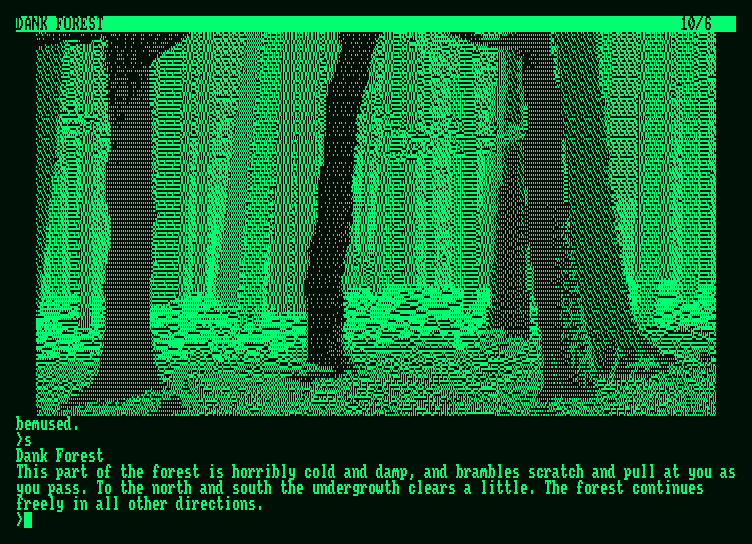 DANK FOREST 10/6
bemused.
>s
Dank Forest
This part of the forest is horribly cold and damp, and brambles scratch and pull at you as
you pass. To the north and south the undergrowth clears a little. The forest continues
freely in all other directions.
>